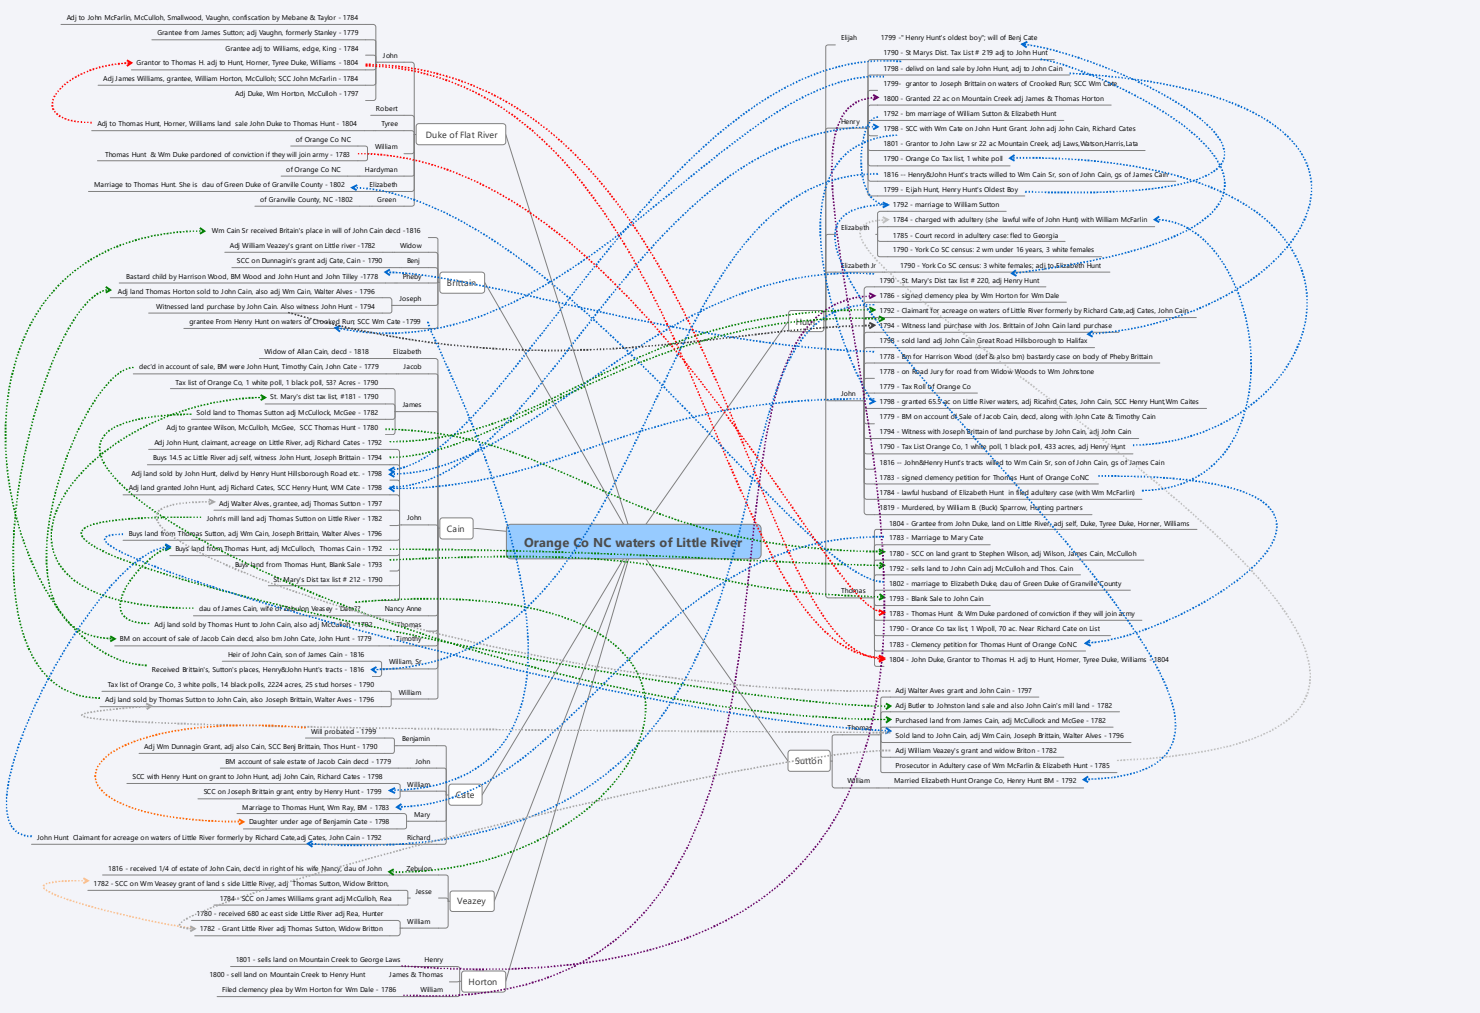 Adj to John McFarlin, McCulloh, Smallwood, Vaughn, confiscation by Mebane & Taylor - 1784
Grantee from James Sutton; adj Vaughn, formerly Stanley - 1779
Grantee adj to Williams, edge, King - 1784
John
Grantor to Thomas H. adj to Hunt, Horner, Tyree Duke, Williams - 1804
Adj James Williams, grantee, William Horton, McCulloh; SCC John McFarlin - 1784
Adj Duke, Wm Horton, McCulloh - 1797
Robert
Adj to Thomas Hunt, Horner, Williams land sale John Duke to Thomas Hunt - 1804
Tyree
Duke of Flat River
of Orange Co NC
William
Thomas Hunt & Wm Duke pardoned of conviction if they will join army - 1783
of Orange Co NC
Hardyman
Marriage to Thomas Hunt. She is dau of Green Duke of Granville County - 1802
Elizabeth
of Granville County, NC -1802
Green
Wm Cain Sr received Britain's place in will of John Cain decd -1816
Adj William Veazey's grant on Little river -1782
Widow
SCC on Dunnagin's grant adj Cate, Cain - 1790
Benj
Bastard child by Harrison Wood, BM Wood and John Hunt and John Tilley -1778
Pheby
Brittain
Adj land Thomas Horton sold to John Cain, also adj Wm Cain, Walter Alves - 1796
Joseph
Witnessed land purchase by John Cain. Also witness John Hunt - 1794
grantee From Henry Hunt on waters of Crooked Run; SCC Wm Cate -1799
Widow of Allan Cain, decd - 1818
Elizabeth
dec'd in account of sale, BM were John Hunt, Timothy Cain, John Cate - 1779
Jacob
Tax list of Orange Co, 1 white poll, 1 black poll, 53? Acres - 1790
St. Mary's dist tax list, #181 - 1790
James
Sold land to Thomas Sutton adj McCullock, McGee - 1782
Adj to grantee Wilson, McCulloh, McGee, SCC Thomas Hunt - 1780
Adj John Hunt, claimant, acreage on Little River, adj Richard Cates - 1792
Buys 14.5 ac Little River adj self, witness John Hunt, Joseph Brittain - 1794
Adj land sold by John Hunt, delivd by Henry Hunt Hillsborough Road etc. - 1798
Adj land granted John Hunt, adj Richard Cates, SCC Henry Hunt, WM Cate - 1798
Adj Walter Alves, grantee, adj Thomas Sutton - 1797
John
John's mill land adj Thomas Sutton on Little River - 1782
Cain
Buys land from Thomas Sutton, adj Wm Cain, Joseph Brittain, Walter Alves - 1796
Buys land from Thomas Hunt, adj McCulloch, Thomas Cain - 1792
Buys land from Thomas Hunt, Blank Sale - 1793
St. Mary's Dist tax list # 212 - 1790
dau of James Cain, wife of Zebulon Veasey - Date??
Nancy Anne
Adj land sold by Thomas Hunt to John Cain, also adj McCulloh - 1792
Thomas
BM on account of sale of Jacob Cain decd, also bm John Cate, John Hunt - 1779
Timothy
Heir of John Cain, son of James Cain - 1816
William, Sr.
Received Brittain's, Sutton's places, Henry&John Hunt's tracts - 1816
Tax list of Orange Co, 3 white polls, 14 black polls, 2224 acres, 25 stud horses - 1790
William
Adj land sold by Thomas Sutton to John Cain, also Joseph Brittain, Walter Aves - 1796
Will probated - 1799
Benjamin
Adj Wm Dunnagin Grant, adj also Cain, SCC Benj Brittain, Thos Hunt - 1790
BM account of sale estate of Jacob Cain decd - 1779
John
SCC with Henry Hunt on grant to John Hunt, adj John Cain, Richard Cates - 1798
William
SCC on Joseph Brittain grant, entry by Henry Hunt - 1799
Cate
Marriage to Thomas Hunt, Wm Ray, BM - 1783
Mary
Daughter under age of Benjamin Cate - 1798
John Hunt Claimant for acreage on waters of Little River formerly by Richard Cate,adj Cates, John Cain - 1792
Richard
1816 - received 1/4 of estate of John Cain, dec'd in right of his wife, Nancy, dau of John
Zebulon
1782 - SCC on Wm Veasey grant of land s side Little River, adj Thomas Sutton, Widow Britton,
Jesse
1784 - SCC on James Williams grant adj McCulloh, Rea
Veazey
1780 - received 680 ac east side Little River adj Rea, Hunter
William
1782 - Grant Little River adj Thomas Sutton, Widow Britton
1801 - sells land on Mountain Creek to George Laws
Henry
1800 - sell land on Mountain Creek to Henry Hunt
James & Thomas
Horton
Filed clemency plea by Wm Horton for Wm Dale - 1786
William
Orange Co NC waters of Little River
Elijah
1799 -" Henry Hunt's oldest boy"; will of Benj Cate
1790 - St Marys Dist. Tax List # 219 adj to John Hunt
1798 - delivd on land sale by John Hunt, adj to John Cain
1799- grantor to Joseph Brittain on waters of Crooked Run; SCC Wm Cate
1800 - Granted 22 ac on Mountain Creek adj James & Thomas Horton
1792 - bm marriage of William Sutton & Elizabeth Hunt
Henry
1798 - SCC with Wm Cate on John Hunt Grant John adj John Cain, Richard Cates
1801 - Grantor to John Law sr 22 ac Mountain Creek, adj Laws,Watson,Harris,Lata
1790 - Orange Co Tax list, 1 white poll
1816 -- Henry&John Hunt's tracts willed to Wm Cain Sr, son of John Cain, gs of James Cain
1799 - Elijah Hunt, Henry Hunt's Oldest Boy
1792 - marriage to William Sutton
1784 - charged with adultery (she lawful wife of John Hunt) with William McFarlin
Elizabeth
1785 - Court record in adultery case: fled to Georgia
1790 - York Co SC census: 2 wm under 16 years, 3 white females
Elizabeth Jr
1790 - York Co SC census: 3 white females; adj to Elizabeth Hunt
1790 - St. Mary's Dist tax list # 220, adj Henry Hunt
1786 - signed clemency plea by Wm Horton for Wm Dale
1792 - Claimant for acreage on waters of Little River formerly by Richard Cate,adj Cates, John Cain
Hunt
1794 - Witness land purchase with Jos. Brittain of John Cain land purchase
1798 - sold land adj John Cain Great Road Hillsborough to Halifax
1778 - Bm for Harrison Wood (def & also bm) bastardy case on body of Pheby Brittain
1778 - on Road Jury for road from Widow Woods to Wm Johnstone
1779 - Tax Roll of Orange Co
John
1798 - granted 65.5 ac on Little River waters, adj Richard Cates, John Cain, SCC Henry Hunt,Wm Caites
1779 - BM on account of Sale of Jacob Cain, decd, along with John Cate & Timothy Cain
1794 - Witness with Joseph Britain of land purchase by John Cain, adj John Cain
1790 - Tax List Orange Co, 1 white poll, 1 black poll, 433 acres, adj Henry Hunt
1816 -- John&Henry Hunt's tracts willed to Wm Cain Sr, son of John Cain, gs of James Cain
1783 - signed clemency petition for Thomas Hunt of Orange CoNC
1784 - lawful husband of Elizabeth Hunt in filed adultery case (with Wm McFarlin)
1819 - Murdered, by William B. (Buck) Sparrow, Hunting partners
1804 - Grantee from John Duke, land on Little River, adj self, Duke, Tyree Duke, Horner, Williams
1783 - Marriage to Mary Cate
1780 - SCC on land grant to Stephen Wilson, adj Wilson, James Cain, McCulloh
1792 - sells land to John Cain adj McCulloch and Thos. Cain
1802 - marriage to Elizabeth Duke, dau of Green Duke of Granville County
Thomas
1793 - Blank Sale to John Cain
1783 - Thomas Hunt & Wm Duke pardoned of conviction if they will join army
1790 - Orance Co tax list, 1 Wpoll, 70 ac. Near Richard Cate on List
1783 - Clemency petition for Thomas Hunt of Orange CoNC
1804 - John Duke, Grantor to Thomas H. adj to Hunt, Horner, Tyree Duke, Williams - 1804
Adj Walter Aves grant and John Cain - 1797
Adj Butler to Johnston land sale and also John Cain's mill land - 1782
Purchased land from James Cain, adj McCullock and McGee - 1782
Thomas
Sold land to John Cain, adj Wm Cain, Joseph Brittain, Walter Alves - 1796
Adj William Veazey's grant and widow Briton - 1782
Sutton
Prosecutor in Adultery case of Wm McFarlin & Elizabeth Hunt - 1785
William
Married Elizabeth Hunt Orange Co, Henry Hunt BM - 1792